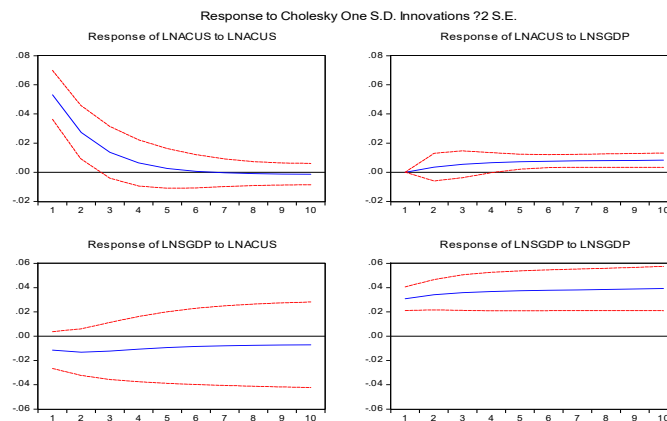 Response to Cholesky One S.D. Innovations ?2 S.E.
Response of LNACUS to LNACUS
.08
.06
.04
.02
.00
-.02
1 2 3 4 5 6 7 8 9 10
Response of LNACUS to LNSGDP
.08
.06
.04
.02
.00
-.02
1 2 3 4 5 6 7 8 9 10
Response of LNSGDP to LNACUS
.06
.04
.02
.00
-.02
-.04
-.06
1 2 3 4 5 6 7 8 9 10
Response of LNSGDP to LNSGDP
.06
.04
.02
.00
-.02
-.04
-.06
1 2 3 4 5 6 7 8 9 10